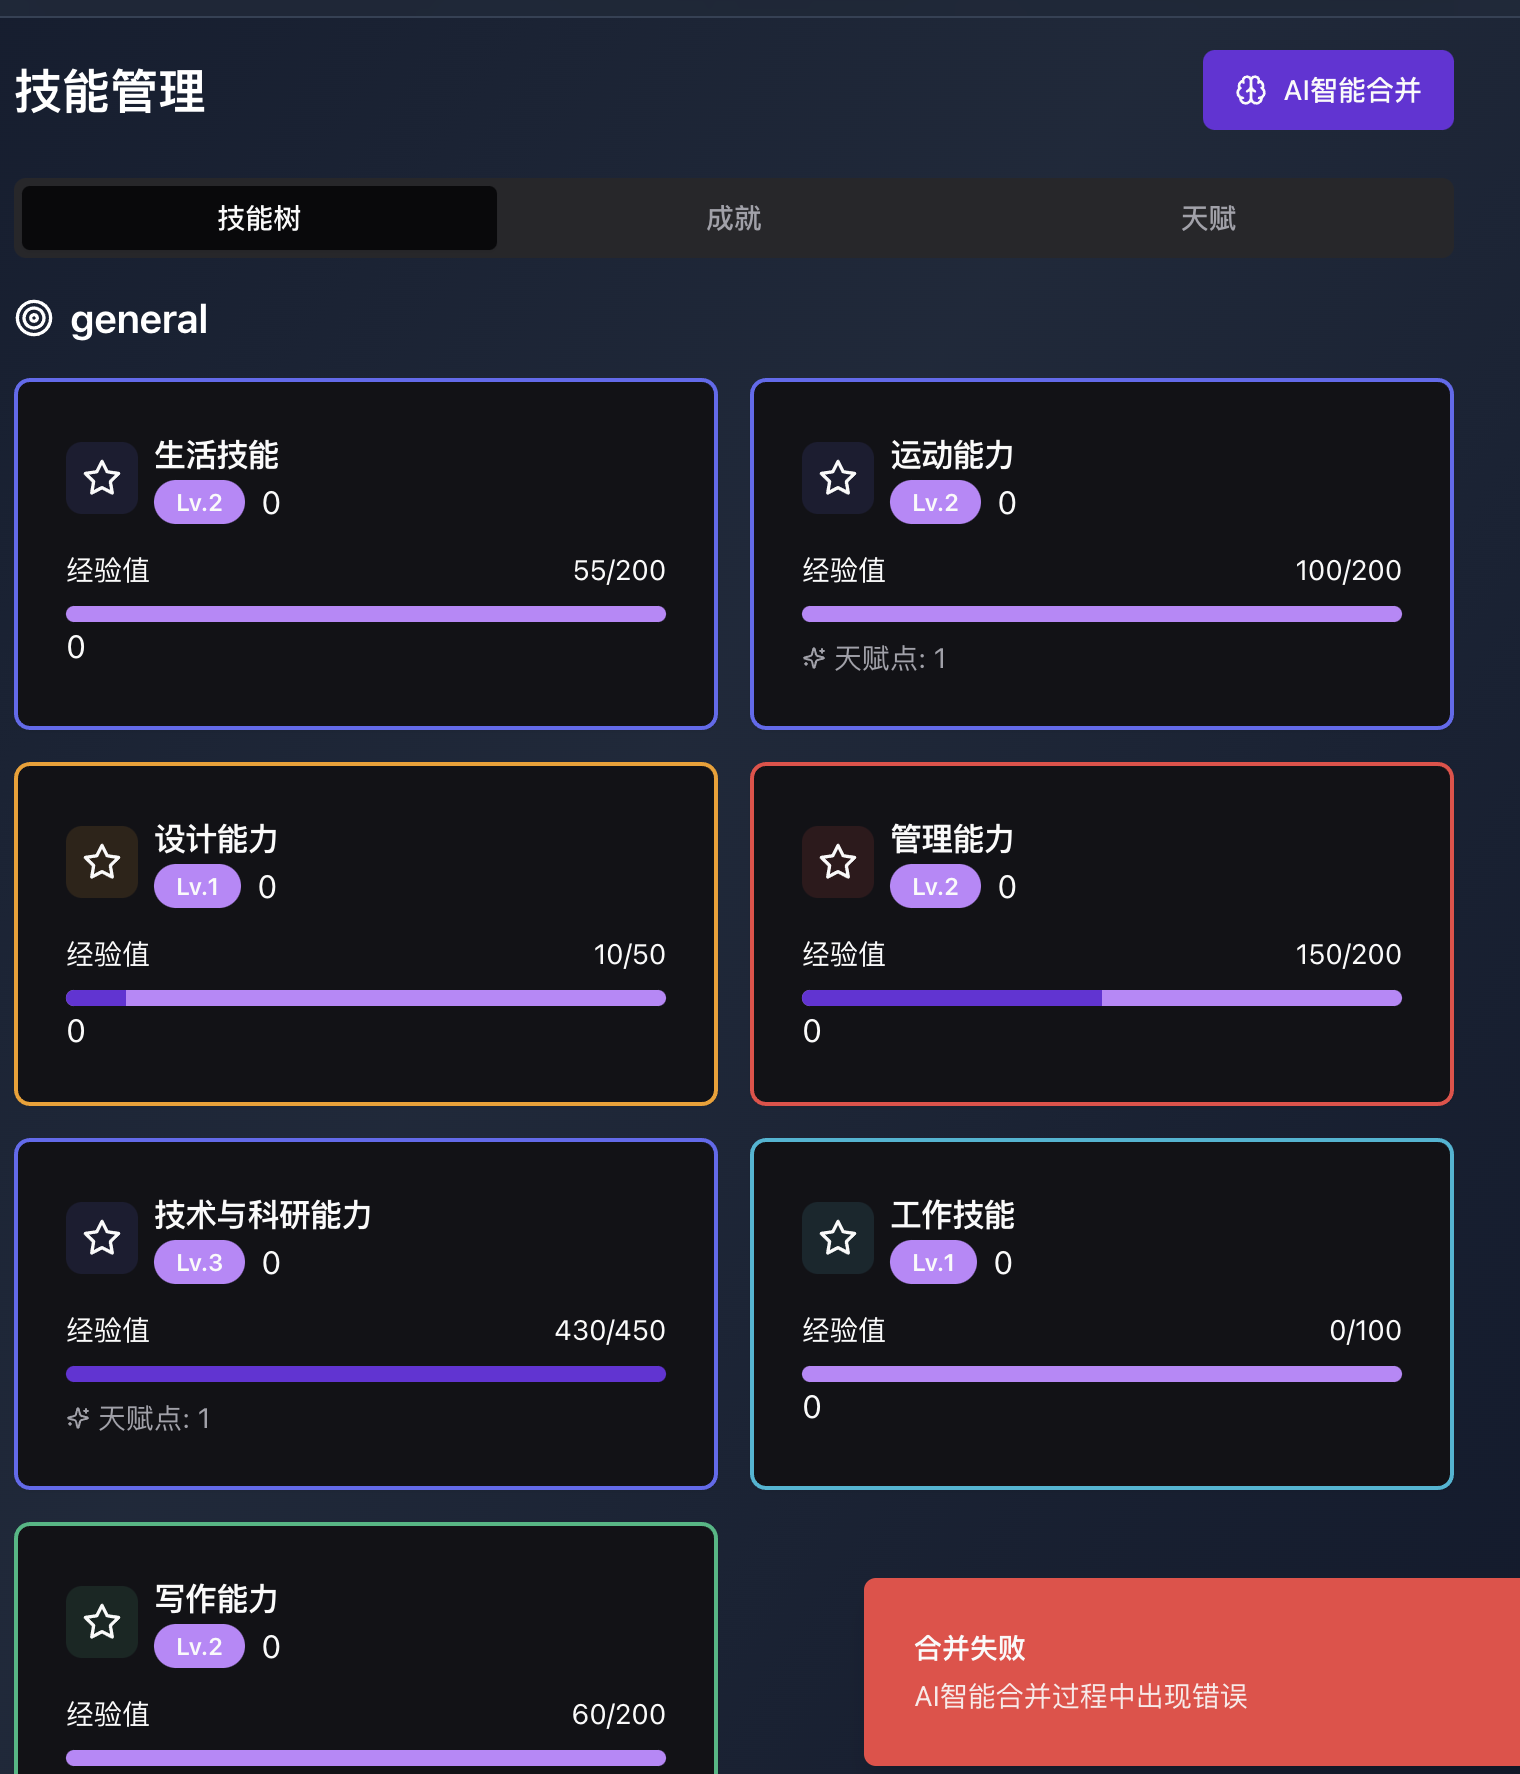 技能管理
AI智能合并
技能树
成就
天赋
general
生活技能
Lv.2 0
经验值 55/200
0
运动能力
Lv.2 0
经验值 100/200
天赋点: 1
设计能力
Lv.1 0
经验值 10/50
0
管理能力
Lv.2 0
经验值 150/200
0
技术与科研能力
Lv.3 0
经验值 430/450
天赋点: 1
工作技能
Lv.1 0
经验值 0/100
0
写作能力
Lv.2 0
经验值 60/200
合并失败
AI智能合并过程中出现错误